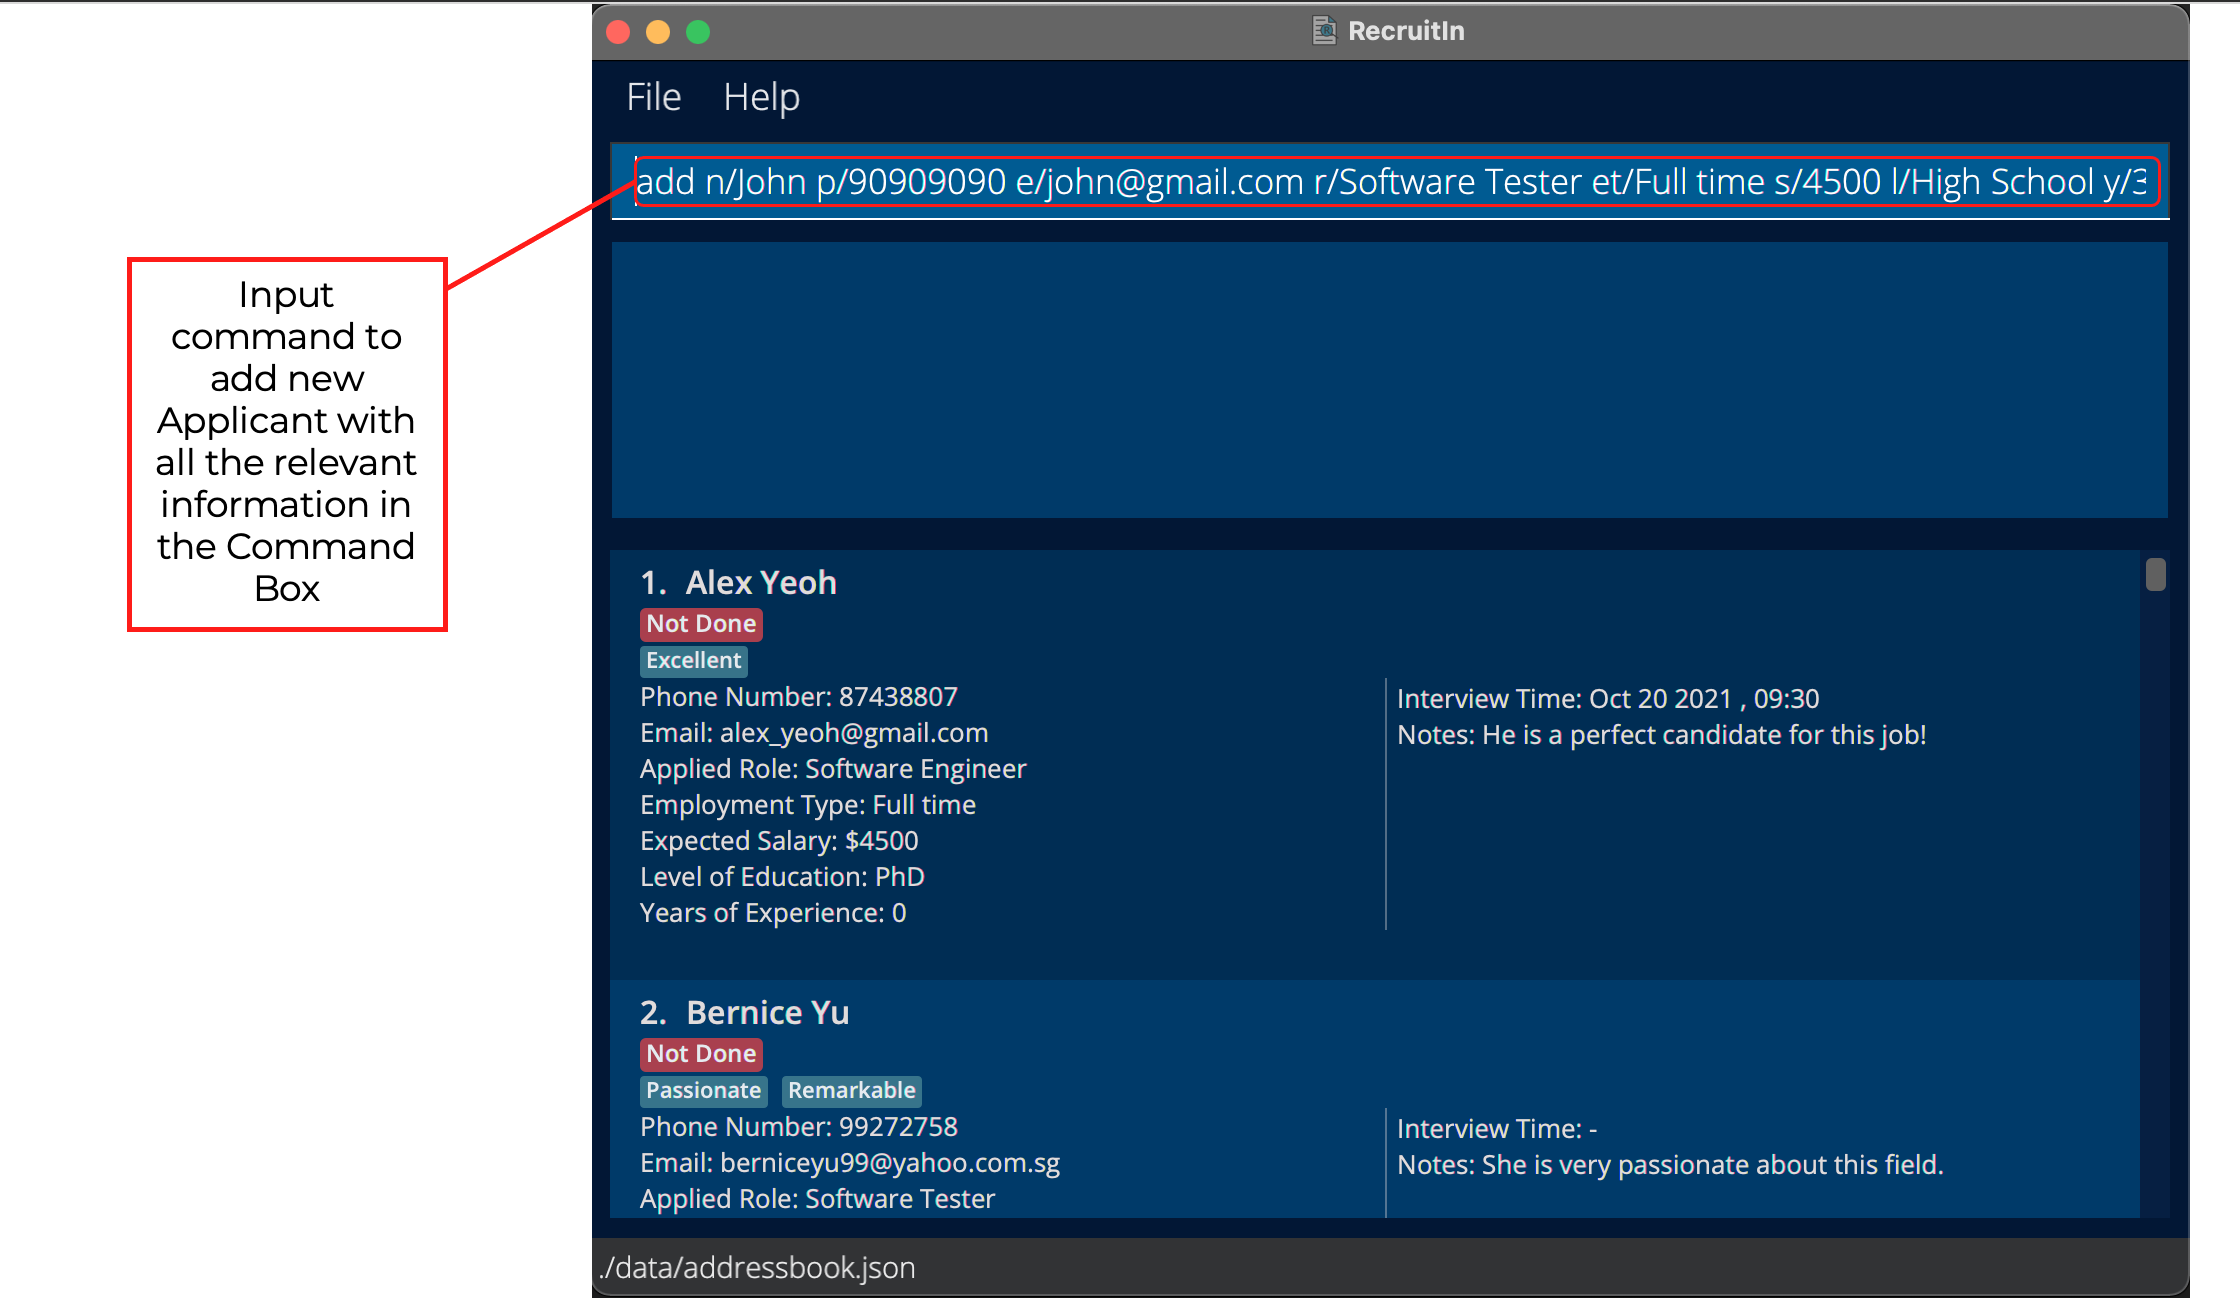 RecruitIn
File Help
add n/John p/90909090 e/john@gmail.com r/Software Tester et/Full time s/4500 l/High School y/3
Input
command to
add new
Applicant with
all the relevant
information in
the Command
Box
1. Alex Yeoh
Not Done
Excellent
Phone Number: 87438807
Email: alex_yeoh@gmail.com
Applied Role: Software Engineer
Employment Type: Full time
Expected Salary: $4500
Level of Education: PhD
Years of Experience: 0
Interview Time: Oct 20 2021 , 09:30
Notes: He is a perfect candidate for this job!
2. Bernice Yu
Not Done
Passionate Remarkable
Phone Number: 99272758
Email: berniceyu99@yahoo.com.sg
Applied Role: Software Tester
Interview Time: -
Notes: She is very passionate about this field.
./data/addressbook.json